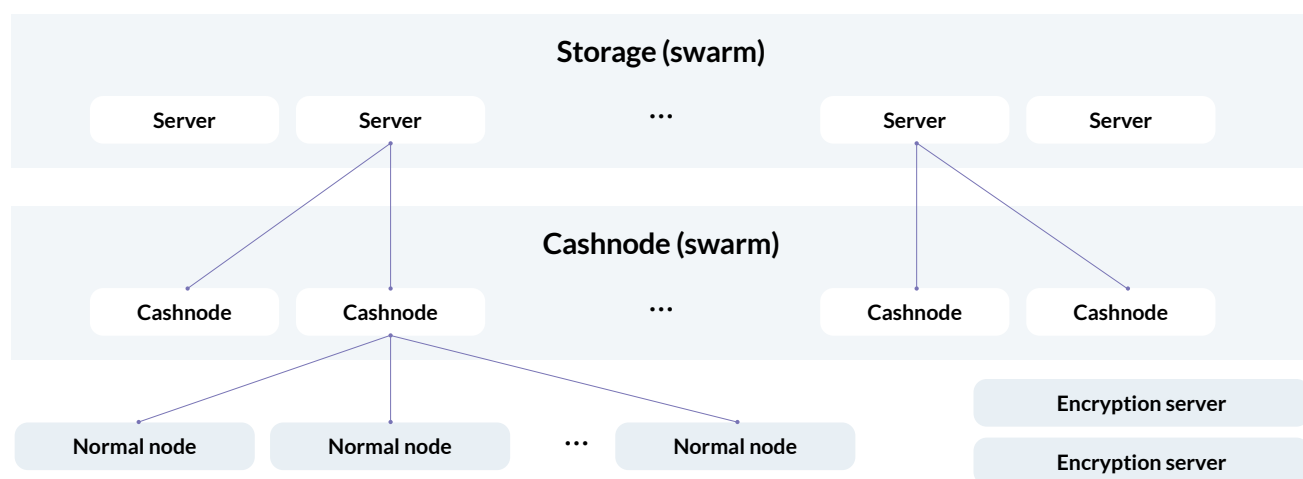 Storage (swarm)
Server Server ... Server Server
Cashnode (swarm)
Cashnode Cashnode ... Cashnode Cashnode
Encryption server
Normal node Normal node ... Normal node
Encryption server